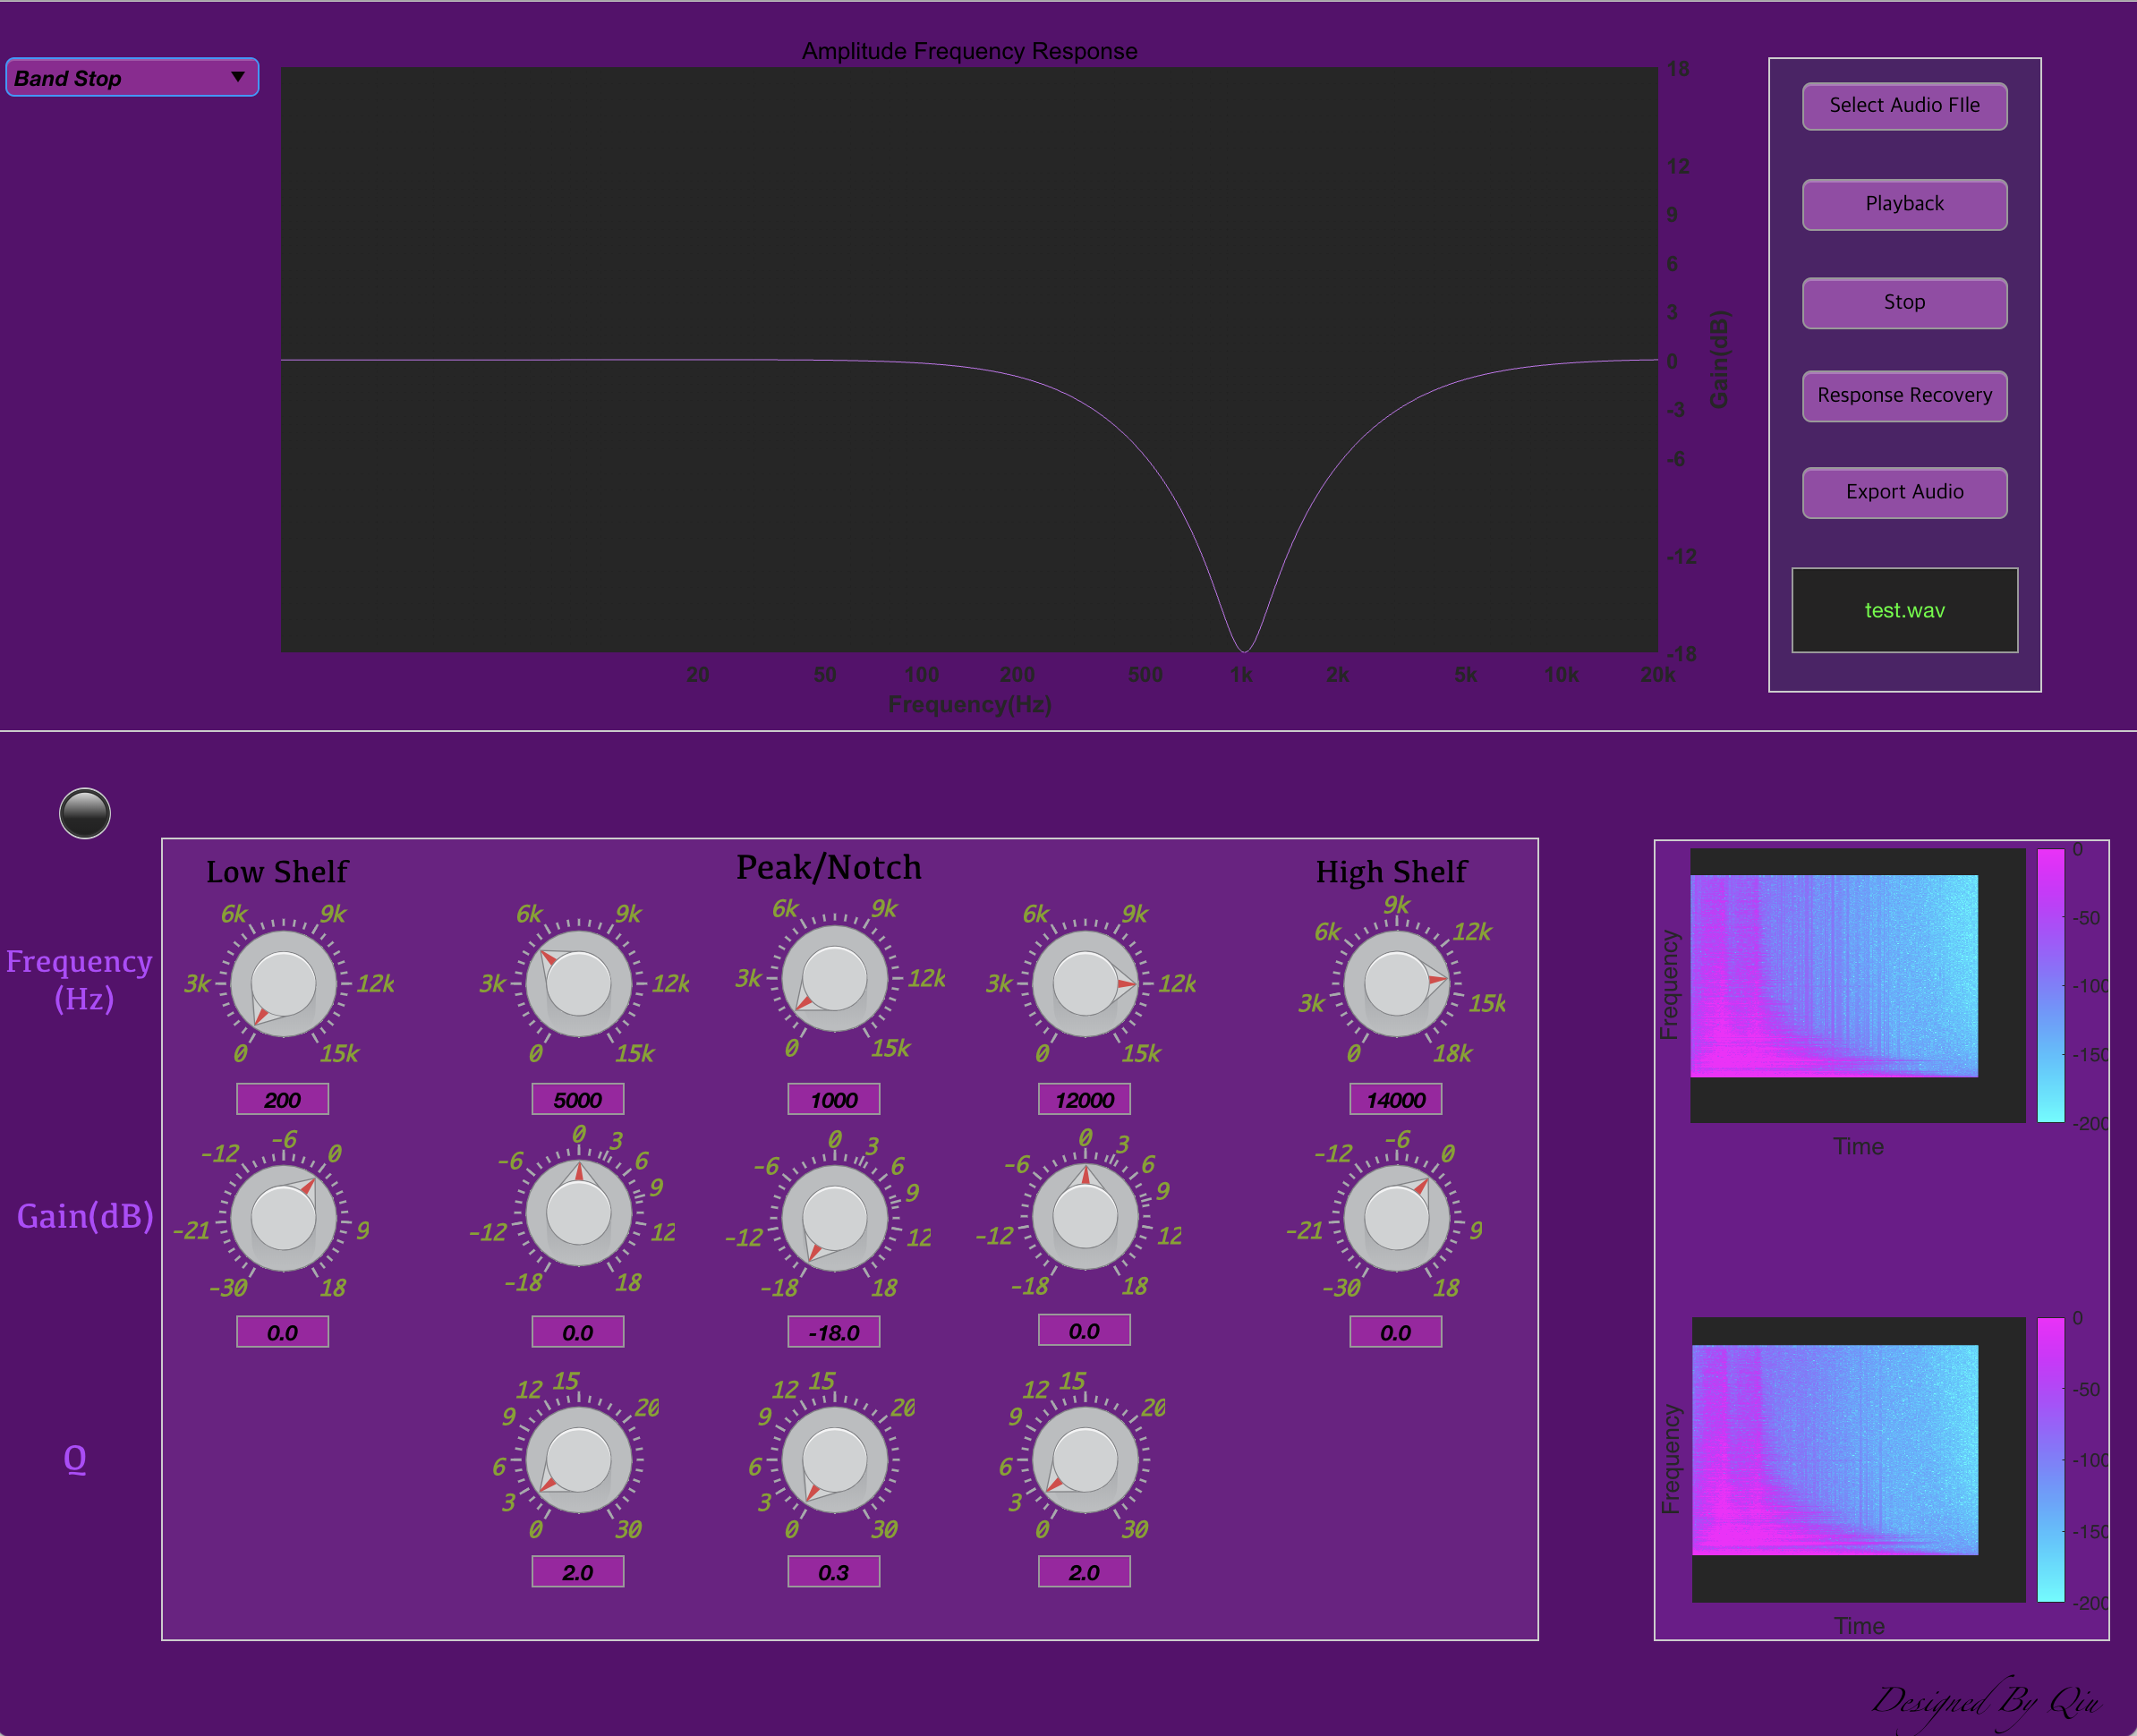 Amplitude Frequency Response
Band Stop
18
12
9
6
3
0
-3
-6
-12
-18
Gain(dB)
20 50 100 200 500 1k 2k 5k 10k 20k
Frequency(Hz)
Select Audio FIle
Playback
Stop
Response Recovery
Export Audio
test.wav
Low Shelf Peak/Notch High Shelf
Frequency
(Hz)
0 3k 6k 9k 12k 15k
0 3k 6k 9k 12k 15k
0 3k 6k 9k 12k 15k
0 3k 6k 9k 12k 15k
0 3k 6k 9k 12k 15k 18k
200 5000 1000 12000 14000
Gain(dB)
-30 -21 -12 -6 0 9 18
-18 -12 -6 0 3 6 9 12 18
-18 -12 -6 0 3 6 9 12 18
-18 -12 -6 0 3 6 9 12 18
-30 -21 -12 -6 0 9 18
0.0 0.0 -18.0 0.0 0.0
Q
0 3 6 9 12 15 20 30
0 3 6 9 12 15 20 30
0 3 6 9 12 15 20 30
2.0 0.3 2.0
Frequency
0
-50
-100
-150
-200
Time
Frequency
0
-50
-100
-150
-200
Time
Designed By Qiu